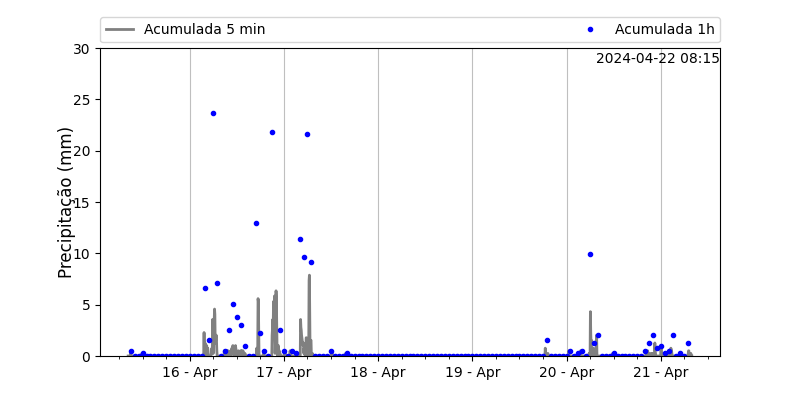 Acumulada 5 min
Acumulada 1h
2024-04-22 08:15
Precipitação (mm)
30
25
20
15
10
5
0
16 - Apr
17 - Apr
18 - Apr
19 - Apr
20 - Apr
21 - Apr